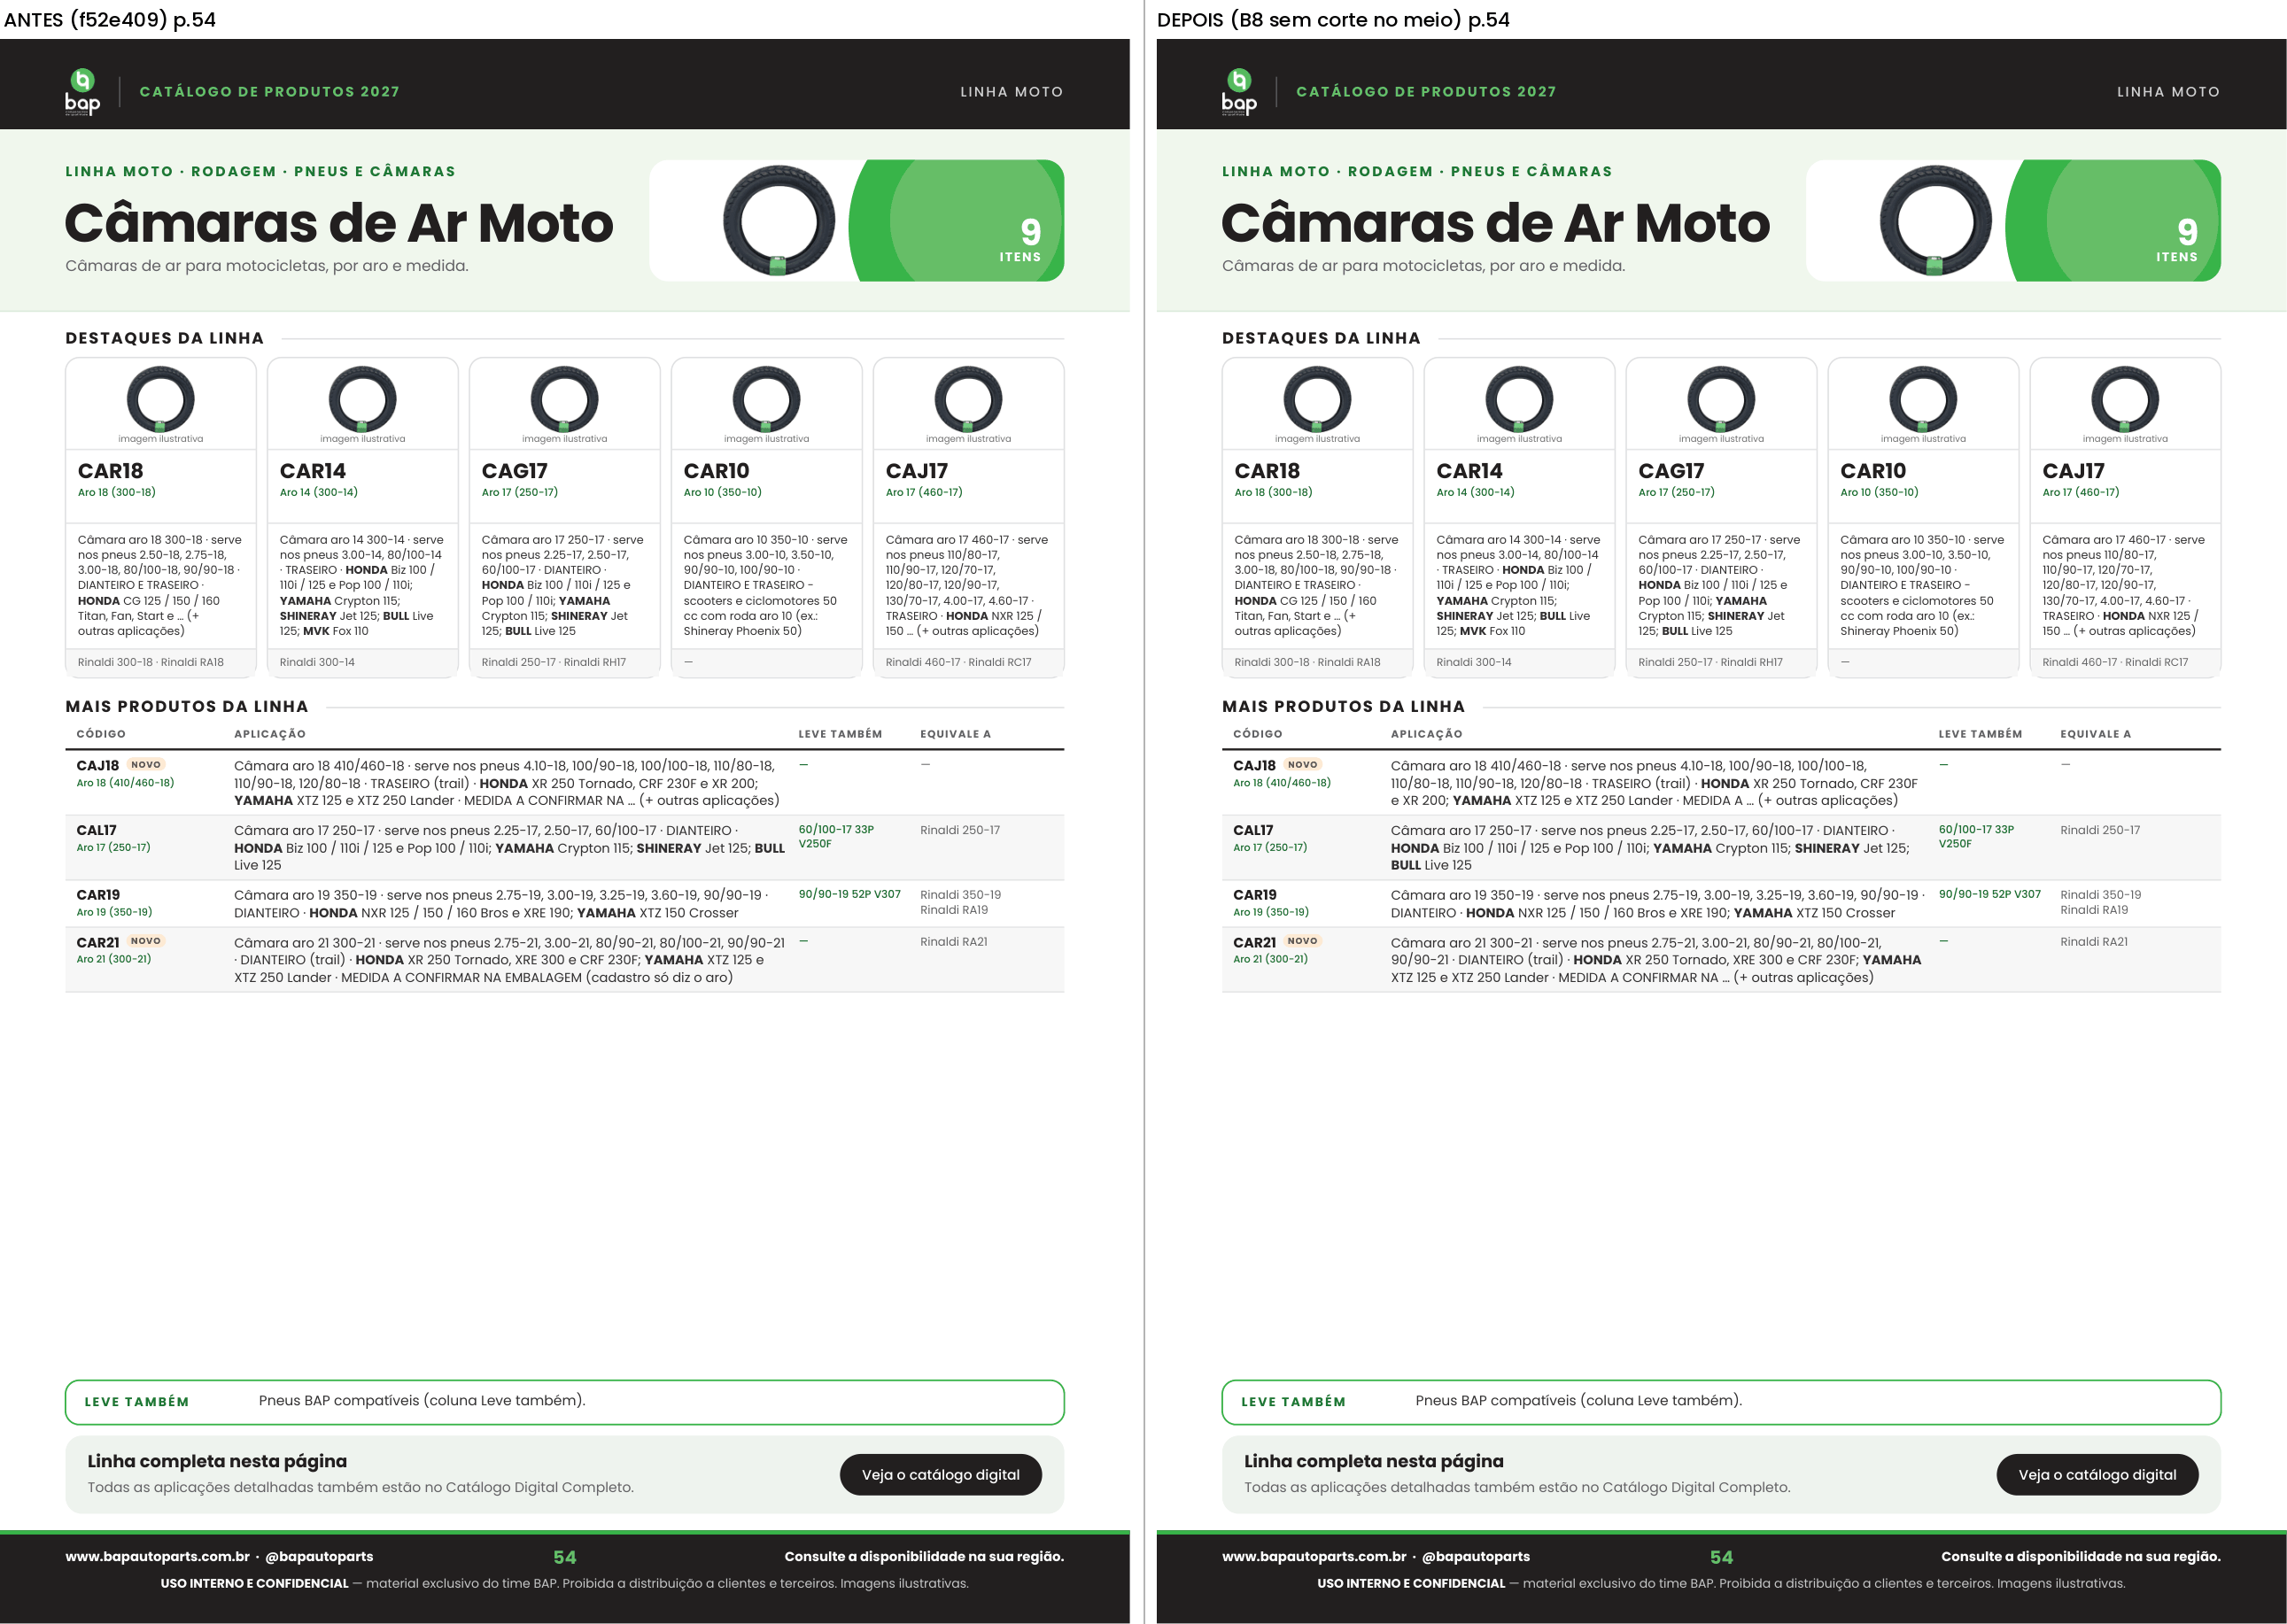 ANTES (f52e409) p.54
bap
CATÁLOGO DE PRODUTOS 2027
LINHA MOTO
LINHA MOTO · RODAGEM · PNEUS E CÂMARAS
Câmaras de Ar Moto
Câmaras de ar para motocicletas, por aro e medida.
9
ITENS
DESTAQUES DA LINHA
imagem ilustrativa
CAR18
Aro 18 (300-18)
Câmara aro 18 300-18 · serve
nos pneus 2.50-18, 2.75-18,
3.00-18, 80/100-18, 90/90-18 ·
DIANTEIRO E TRASEIRO ·
HONDA CG 125 / 150 / 160
Titan, Fan, Start e … (+
outras aplicações)
Rinaldi 300-18 · Rinaldi RA18
imagem ilustrativa
CAR14
Aro 14 (300-14)
Câmara aro 14 300-14 · serve
nos pneus 3.00-14, 80/100-14
· TRASEIRO · HONDA Biz 100 /
110i / 125 e Pop 100 / 110i;
YAMAHA Crypton 115;
SHINERAY Jet 125; BULL Live
125; MVK Fox 110
Rinaldi 300-14
imagem ilustrativa
CAG17
Aro 17 (250-17)
Câmara aro 17 250-17 · serve
nos pneus 2.25-17, 2.50-17,
60/100-17 · DIANTEIRO ·
HONDA Biz 100 / 110i / 125 e
Pop 100 / 110i; YAMAHA
Crypton 115; SHINERAY Jet
125; BULL Live 125
Rinaldi 250-17 · Rinaldi RH17
imagem ilustrativa
CAR10
Aro 10 (350-10)
Câmara aro 10 350-10 · serve
nos pneus 3.00-10, 3.50-10,
90/90-10, 100/90-10 ·
DIANTEIRO E TRASEIRO -
scooters e ciclomotores 50
cc com roda aro 10 (ex.:
Shineray Phoenix 50)
—
imagem ilustrativa
CAJ17
Aro 17 (460-17)
Câmara aro 17 460-17 · serve
nos pneus 110/80-17,
110/90-17, 120/70-17,
120/80-17, 120/90-17,
130/70-17, 4.00-17, 4.60-17 ·
TRASEIRO · HONDA NXR 125 /
150 … (+ outras aplicações)
Rinaldi 460-17 · Rinaldi RC17
MAIS PRODUTOS DA LINHA
CÓDIGO APLICAÇÃO LEVE TAMBÉM EQUIVALE A
CAJ18 NOVO
Aro 18 (410/460-18)
Câmara aro 18 410/460-18 · serve nos pneus 4.10-18, 100/90-18, 100/100-18, 110/80-18,
110/90-18, 120/80-18 · TRASEIRO (trail) · HONDA XR 250 Tornado, CRF 230F e XR 200;
YAMAHA XTZ 125 e XTZ 250 Lander · MEDIDA A CONFIRMAR NA … (+ outras aplicações)
—
—
CAL17
Aro 17 (250-17)
Câmara aro 17 250-17 · serve nos pneus 2.25-17, 2.50-17, 60/100-17 · DIANTEIRO ·
HONDA Biz 100 / 110i / 125 e Pop 100 / 110i; YAMAHA Crypton 115; SHINERAY Jet 125; BULL
Live 125
60/100-17 33P
V250F
Rinaldi 250-17
CAR19
Aro 19 (350-19)
Câmara aro 19 350-19 · serve nos pneus 2.75-19, 3.00-19, 3.25-19, 3.60-19, 90/90-19 ·
DIANTEIRO · HONDA NXR 125 / 150 / 160 Bros e XRE 190; YAMAHA XTZ 150 Crosser
90/90-19 52P V307
Rinaldi 350-19
Rinaldi RA19
CAR21 NOVO
Aro 21 (300-21)
Câmara aro 21 300-21 · serve nos pneus 2.75-21, 3.00-21, 80/90-21, 80/100-21, 90/90-21
· DIANTEIRO (trail) · HONDA XR 250 Tornado, XRE 300 e CRF 230F; YAMAHA XTZ 125 e
XTZ 250 Lander · MEDIDA A CONFIRMAR NA EMBALAGEM (cadastro só diz o aro)
—
Rinaldi RA21
LEVE TAMBÉM Pneus BAP compatíveis (coluna Leve também).
Linha completa nesta página
Todas as aplicações detalhadas também estão no Catálogo Digital Completo.
Veja o catálogo digital
www.bapautoparts.com.br · @bapautoparts 54 Consulte a disponibilidade na sua região.
USO INTERNO E CONFIDENCIAL — material exclusivo do time BAP. Proibida a distribuição a clientes e terceiros. Imagens ilustrativas.
DEPOIS (B8 sem corte no meio) p.54
bap
CATÁLOGO DE PRODUTOS 2027
LINHA MOTO
LINHA MOTO · RODAGEM · PNEUS E CÂMARAS
Câmaras de Ar Moto
Câmaras de ar para motocicletas, por aro e medida.
9
ITENS
DESTAQUES DA LINHA
imagem ilustrativa
CAR18
Aro 18 (300-18)
Câmara aro 18 300-18 · serve
nos pneus 2.50-18, 2.75-18,
3.00-18, 80/100-18, 90/90-18 ·
DIANTEIRO E TRASEIRO ·
HONDA CG 125 / 150 / 160
Titan, Fan, Start e … (+
outras aplicações)
Rinaldi 300-18 · Rinaldi RA18
imagem ilustrativa
CAR14
Aro 14 (300-14)
Câmara aro 14 300-14 · serve
nos pneus 3.00-14, 80/100-14
· TRASEIRO · HONDA Biz 100 /
110i / 125 e Pop 100 / 110i;
YAMAHA Crypton 115;
SHINERAY Jet 125; BULL Live
125; MVK Fox 110
Rinaldi 300-14
imagem ilustrativa
CAG17
Aro 17 (250-17)
Câmara aro 17 250-17 · serve
nos pneus 2.25-17, 2.50-17,
60/100-17 · DIANTEIRO ·
HONDA Biz 100 / 110i / 125 e
Pop 100 / 110i; YAMAHA
Crypton 115; SHINERAY Jet
125; BULL Live 125
Rinaldi 250-17 · Rinaldi RH17
imagem ilustrativa
CAR10
Aro 10 (350-10)
Câmara aro 10 350-10 · serve
nos pneus 3.00-10, 3.50-10,
90/90-10, 100/90-10 ·
DIANTEIRO E TRASEIRO -
scooters e ciclomotores 50
cc com roda aro 10 (ex.:
Shineray Phoenix 50)
—
imagem ilustrativa
CAJ17
Aro 17 (460-17)
Câmara aro 17 460-17 · serve
nos pneus 110/80-17,
110/90-17, 120/70-17,
120/80-17, 120/90-17,
130/70-17, 4.00-17, 4.60-17 ·
TRASEIRO · HONDA NXR 125 /
150 … (+ outras aplicações)
Rinaldi 460-17 · Rinaldi RC17
MAIS PRODUTOS DA LINHA
CÓDIGO APLICAÇÃO LEVE TAMBÉM EQUIVALE A
CAJ18 NOVO
Aro 18 (410/460-18)
Câmara aro 18 410/460-18 · serve nos pneus 4.10-18, 100/90-18, 100/100-18,
110/80-18, 110/90-18, 120/80-18 · TRASEIRO (trail) · HONDA XR 250 Tornado, CRF 230F
e XR 200; YAMAHA XTZ 125 e XTZ 250 Lander · MEDIDA A … (+ outras aplicações)
—
—
CAL17
Aro 17 (250-17)
Câmara aro 17 250-17 · serve nos pneus 2.25-17, 2.50-17, 60/100-17 · DIANTEIRO ·
HONDA Biz 100 / 110i / 125 e Pop 100 / 110i; YAMAHA Crypton 115; SHINERAY Jet 125;
BULL Live 125
60/100-17 33P
V250F
Rinaldi 250-17
CAR19
Aro 19 (350-19)
Câmara aro 19 350-19 · serve nos pneus 2.75-19, 3.00-19, 3.25-19, 3.60-19, 90/90-19 ·
DIANTEIRO · HONDA NXR 125 / 150 / 160 Bros e XRE 190; YAMAHA XTZ 150 Crosser
90/90-19 52P V307
Rinaldi 350-19
Rinaldi RA19
CAR21 NOVO
Aro 21 (300-21)
Câmara aro 21 300-21 · serve nos pneus 2.75-21, 3.00-21, 80/90-21, 80/100-21,
90/90-21 · DIANTEIRO (trail) · HONDA XR 250 Tornado, XRE 300 e CRF 230F; YAMAHA
XTZ 125 e XTZ 250 Lander · MEDIDA A CONFIRMAR NA … (+ outras aplicações)
—
Rinaldi RA21
LEVE TAMBÉM Pneus BAP compatíveis (coluna Leve também).
Linha completa nesta página
Todas as aplicações detalhadas também estão no Catálogo Digital Completo.
Veja o catálogo digital
www.bapautoparts.com.br · @bapautoparts 54 Consulte a disponibilidade na sua região.
USO INTERNO E CONFIDENCIAL — material exclusivo do time BAP. Proibida a distribuição a clientes e terceiros. Imagens ilustrativas.